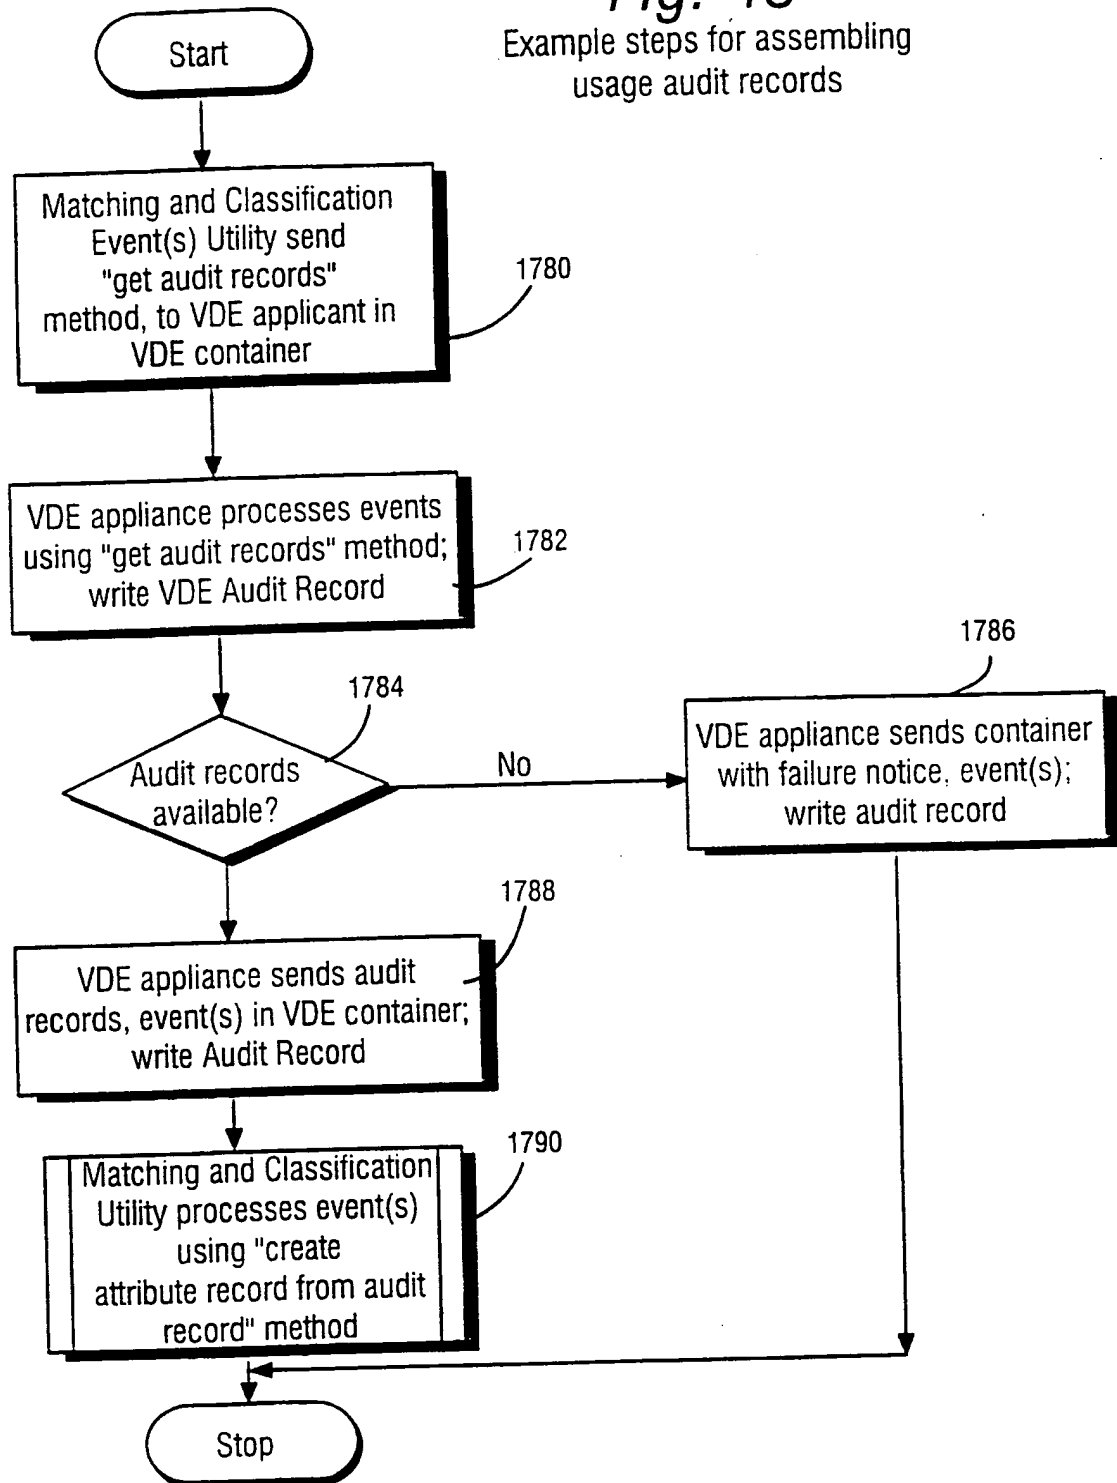 Example steps for assembling
usage audit records
Start
Matching and Classification
Event(s) Utility send
"get audit records"
method, to VDE applicant in
VDE container
1780
VDE appliance processes events
using "get audit records" method;
write VDE Audit Record
1782
1784
Audit records
available?
No
1786
VDE appliance sends container
with failure notice, event(s);
write audit record
1788
VDE appliance sends audit
records, event(s) in VDE container;
write Audit Record
1790
Matching and Classification
Utility processes event(s)
using "create
attribute record from audit
record" method
Stop